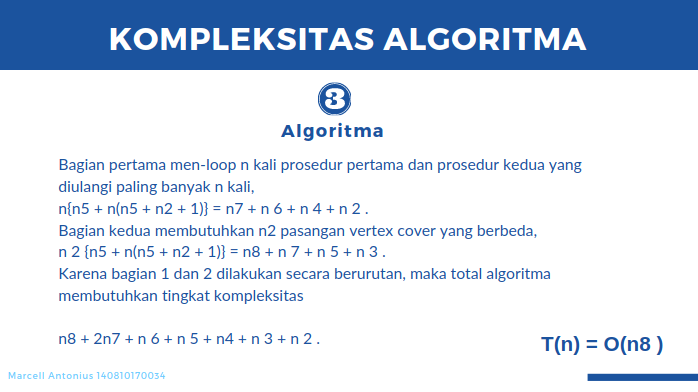 KOMPLEKSITAS ALGORITMA
3
Algoritma
Bagian pertama men-loop n kali prosedur pertama dan prosedur kedua yang
diulangi paling banyak n kali,
n{n5 + n(n5 + n2 + 1)} = n7 + n 6 + n 4 + n 2 .
Bagian kedua membutuhkan n2 pasangan vertex cover yang berbeda,
n 2 {n5 + n(n5 + n2 + 1)} = n8 + n 7 + n 5 + n 3 .
Karena bagian 1 dan 2 dilakukan secara berurutan, maka total algoritma
membutuhkan tingkat kompleksitas
n8 + 2n7 + n 6 + n 5 + n4 + n 3 + n 2 .
T(n) = O(n8 )
Marcell Antonius 140810170034